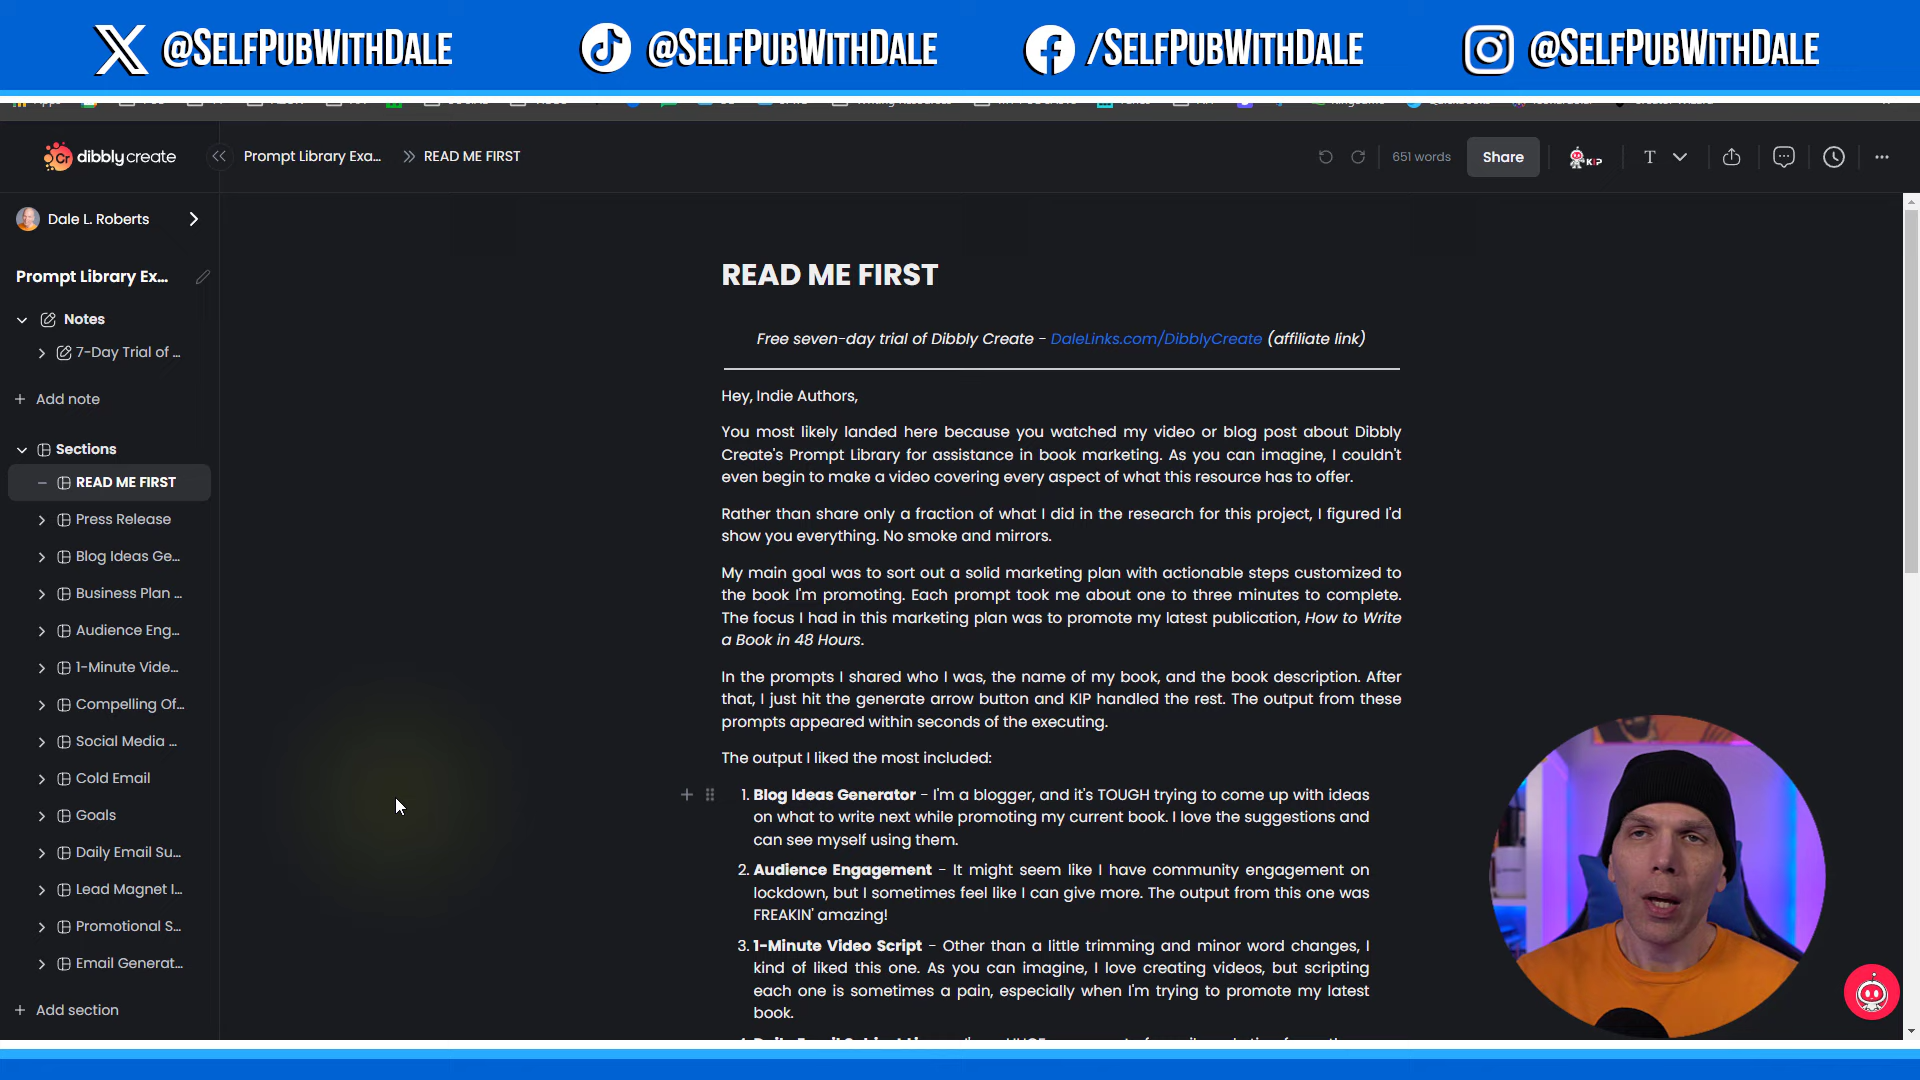 @SELFPUBWITHDALE
@SELFPUBWITHDALE
/SELFPUBWITHDALE
@SELFPUBWITHDALE
Cr dibbly create
Prompt Library Exa...
READ ME FIRST
651 words
Share
KIP
T
Dale L. Roberts
Prompt Library Ex...
Notes
7-Day Trial of ...
Add note
Sections
READ ME FIRST
Press Release
Blog Ideas Ge...
Business Plan ...
Audience Eng...
1-Minute Vide...
Compelling Of...
Social Media ...
Cold Email
Goals
Daily Email Su...
Lead Magnet I...
Promotional S...
Email Generat...
Add section
READ ME FIRST
Free seven-day trial of Dibbly Create - DaleLinks.com/DibblyCreate (affiliate link)
Hey, Indie Authors,
You most likely landed here because you watched my video or blog post about Dibbly
Create's Prompt Library for assistance in book marketing. As you can imagine, I couldn't
even begin to make a video covering every aspect of what this resource has to offer.
Rather than share only a fraction of what I did in the research for this project, I figured I'd
show you everything. No smoke and mirrors.
My main goal was to sort out a solid marketing plan with actionable steps customized to
the book I'm promoting. Each prompt took me about one to three minutes to complete.
The focus I had in this marketing plan was to promote my latest publication, How to Write
a Book in 48 Hours.
In the prompts I shared who I was, the name of my book, and the book description. After
that, I just hit the generate arrow button and KIP handled the rest. The output from these
prompts appeared within seconds of the executing.
The output I liked the most included:
1. Blog Ideas Generator - I'm a blogger, and it's TOUGH trying to come up with ideas
on what to write next while promoting my current book. I love the suggestions and
can see myself using them.
2. Audience Engagement - It might seem like I have community engagement on
lockdown, but I sometimes feel like I can give more. The output from this one was
FREAKIN' amazing!
3. 1-Minute Video Script - Other than a little trimming and minor word changes, I
kind of liked this one. As you can imagine, I love creating videos, but scripting
each one is sometimes a pain, especially when I'm trying to promote my latest
book.